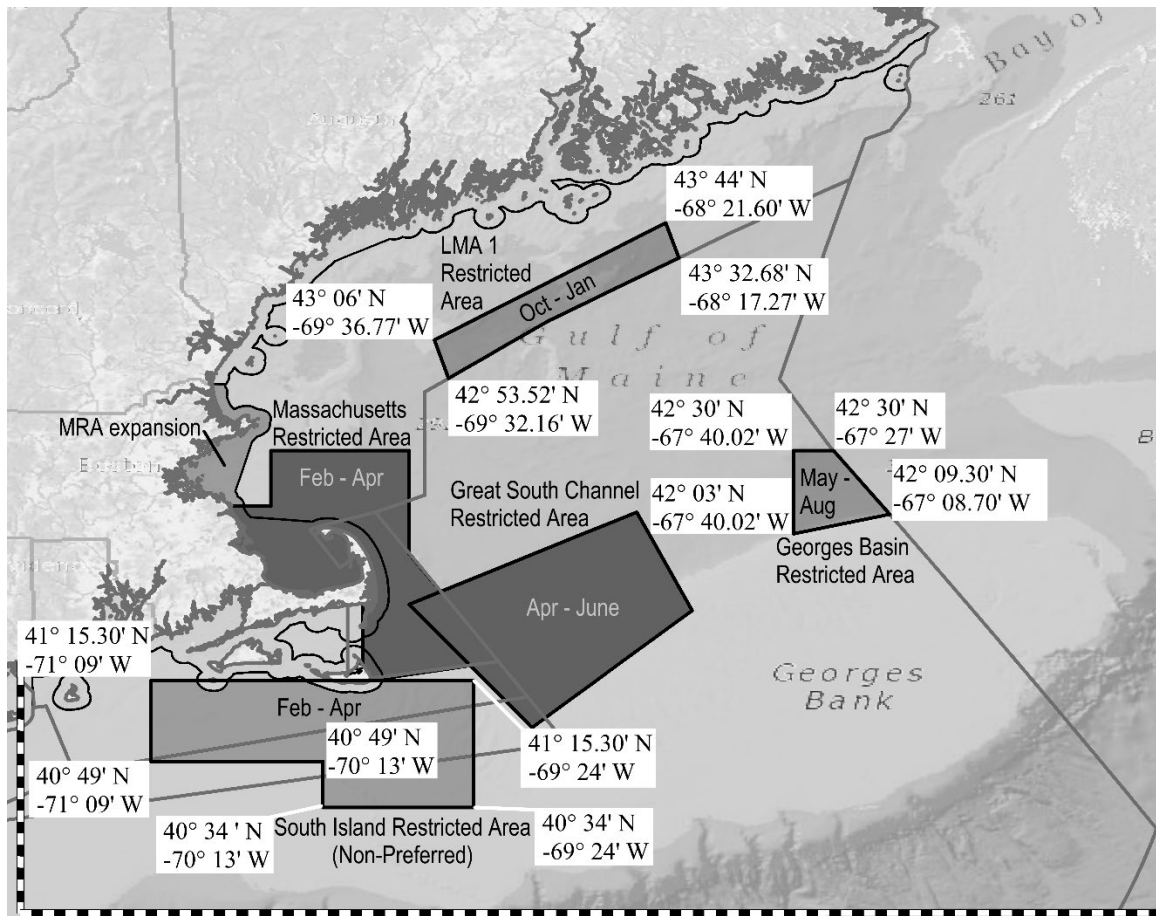 Bay of
261
Augusta
43° 44' N
-68° 21.60' W
LMA 1
Restricted
Area
43° 32.68' N
-68° 17.27' W
Oct - Jan
43° 06' N
-69° 36.77' W
Gulf of
Maine
42° 53.52' N
-69° 32.16' W
Massachusetts
Restricted Area
MRA expansion
Boston
Feb - Apr
42° 30' N
-67° 40.02' W
42° 30' N
-67° 27' W
42° 09.30' N
-67° 08.70' W
May -
Aug
Great South Channel
Restricted Area
42° 03' N
-67° 40.02' W
Georges Basin
Restricted Area
Apr - June
41° 15.30' N
-71° 09' W
Georges
Bank
Feb - Apr
40° 49' N
-70° 13' W
41° 15.30' N
-69° 24' W
40° 49' N
-71° 09' W
40° 34 ' N
-70° 13' W
South Island Restricted Area
(Non-Preferred)
40° 34' N
-69° 24' W